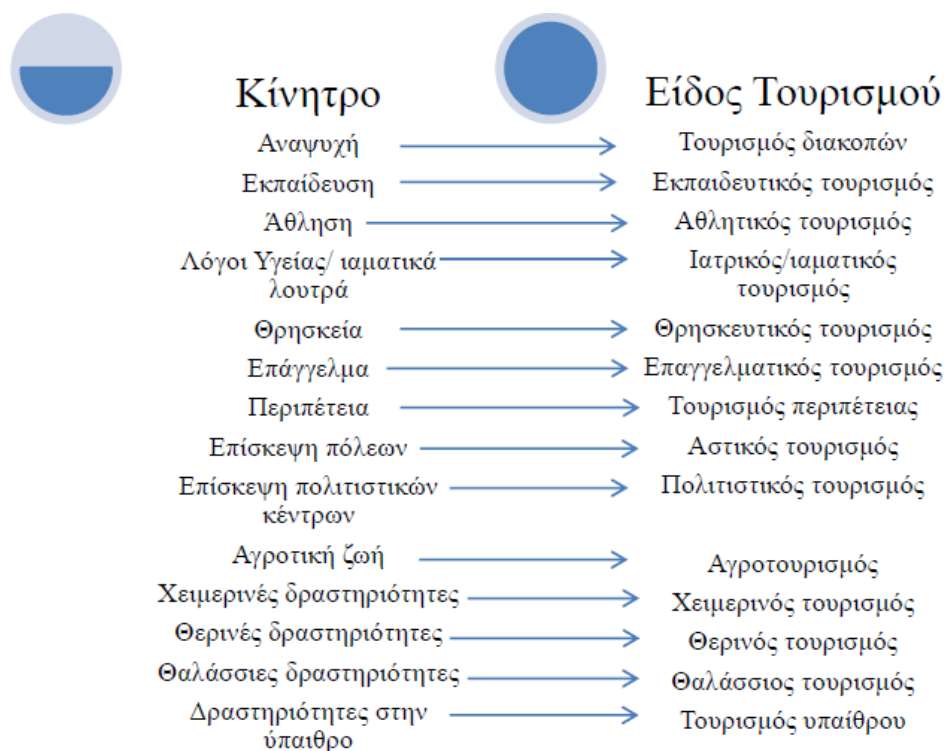 Κίνητρο
Είδος Τουρισμού
Αναψυχή
Τουρισμός διακοπών
Εκπαίδευση
Εκπαιδευτικός τουρισμός
Άθληση
Αθλητικός τουρισμός
Λόγοι Υγείας/ ιαματικά
λουτρά
Ιατρικός/ιαματικός
τουρισμός
Θρησκεία
Θρησκευτικός τουρισμός
Επάγγελμα
Επαγγελματικός τουρισμός
Περιπέτεια
Τουρισμός περιπέτειας
Επίσκεψη πόλεων
Αστικός τουρισμός
Επίσκεψη πολιτιστικών
κέντρων
Πολιτιστικός τουρισμός
Αγροτική ζωή
Αγροτουρισμός
Χειμερινές δραστηριότητες
Χειμερινός τουρισμός
Θερινές δραστηριότητες
Θερινός τουρισμός
Θαλάσσιες δραστηριότητες
Θαλάσσιος τουρισμός
Δραστηριότητες στην
ύπαιθρο
Τουρισμός υπαίθρου